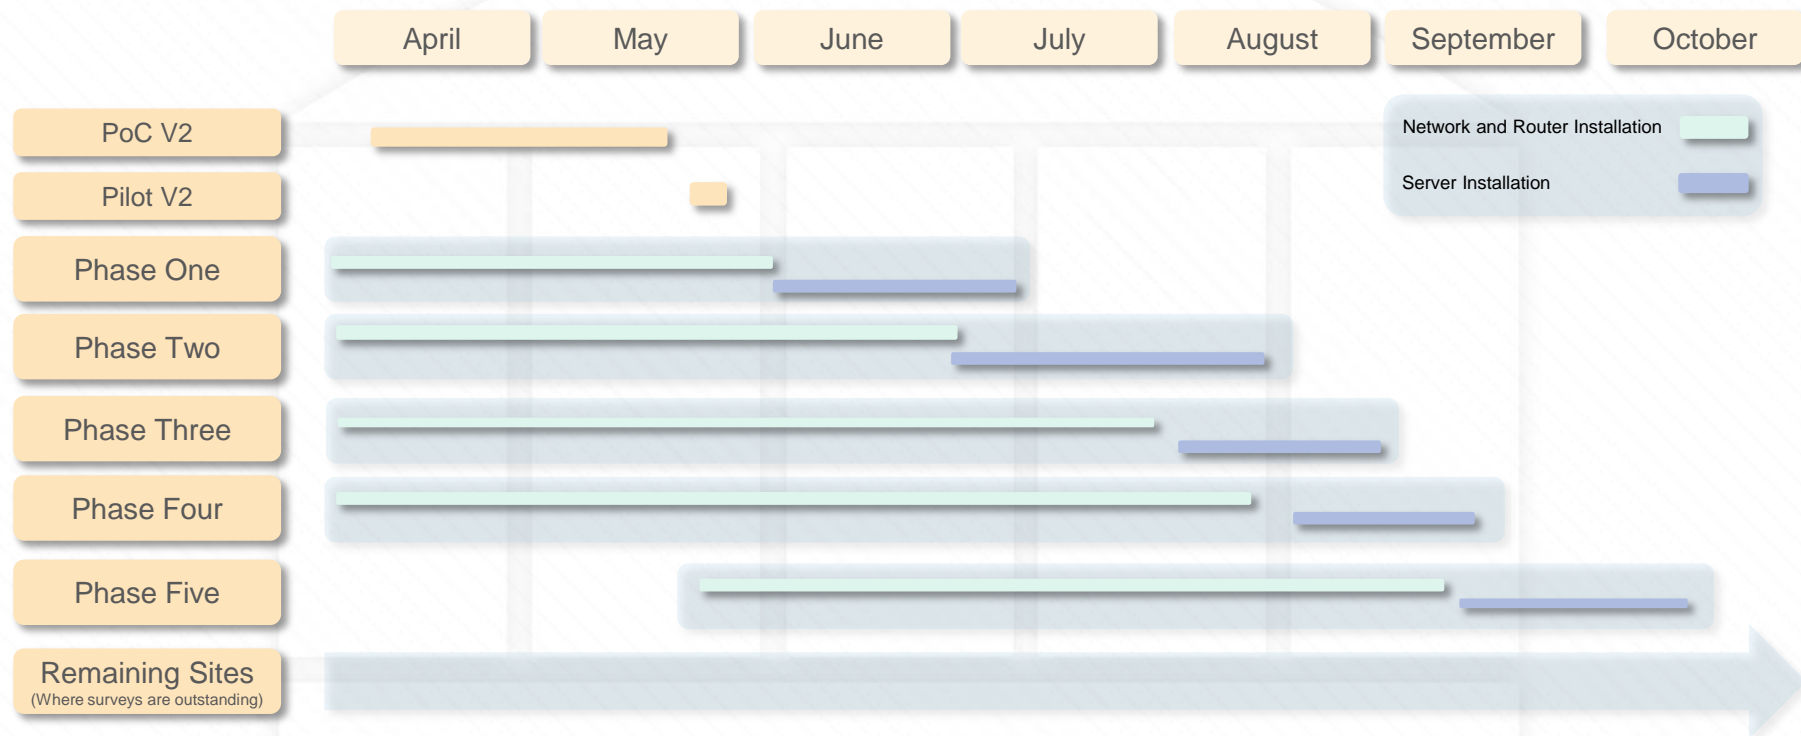 April
May
June
July
August
September
October
PoC V2
Network and Router Installation
Server Installation
Pilot V2
Phase One
Phase Two
Phase Three
Phase Four
Phase Five
Remaining Sites
(Where surveys are outstanding)